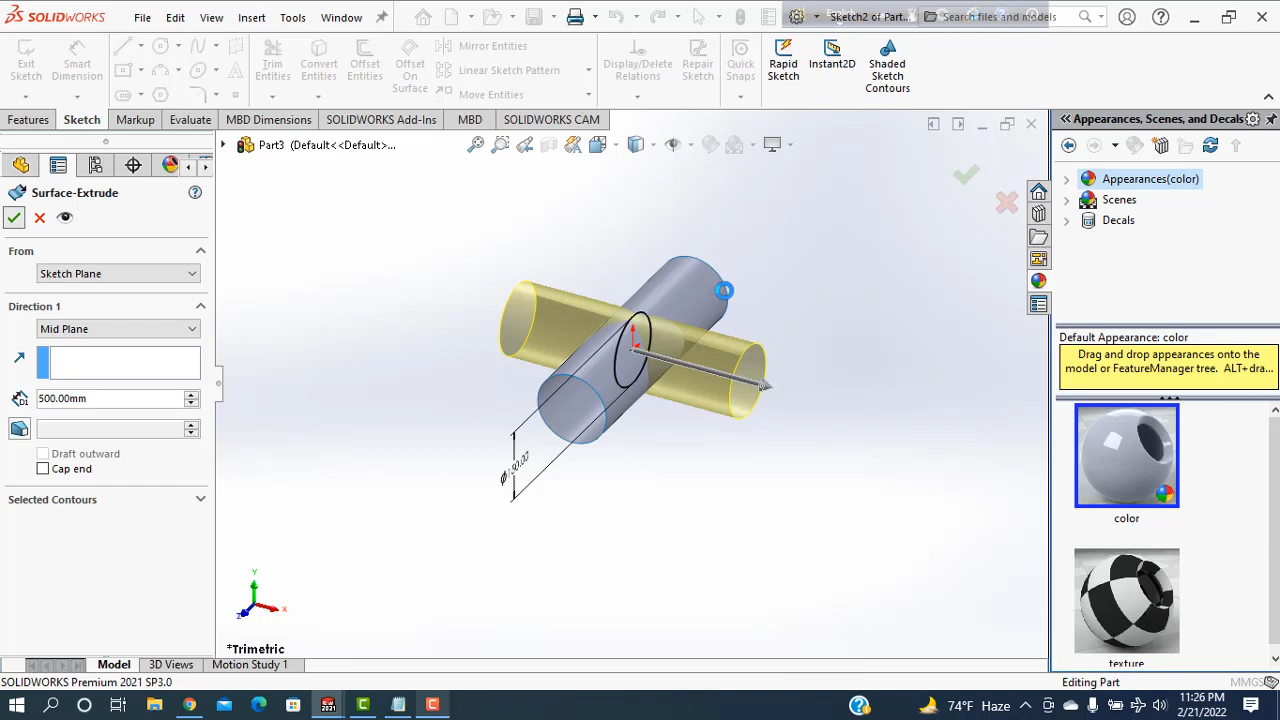 SOLIDWORKS File Edit View Insert Tools Window Sketch2 of Part... Search files and models
Exit Sketch Smart Dimension Trim Entities Convert Entities Offset Entities Offset On Surface Mirror Entities Linear Sketch Pattern Move Entities Display/Delete Relations Repair Sketch Quick Snaps Rapid Sketch Instant2D Shaded Sketch Contours
Features Sketch Markup Evaluate MBD Dimensions SOLIDWORKS Add-Ins MBD SOLIDWORKS CAM
Appearances, Scenes, and Decals
Part3 (Default<<Default>...
Surface-Extrude
From
Sketch Plane
Direction 1
Mid Plane
500.00mm
Draft outward
Cap end
Selected Contours
Y
X
Z
*Trimetric
Appearances(color)
Scenes
Decals
Default Appearance: color
Drag and drop appearances onto the
model or FeatureManager tree. ALT+ dra...
color
texture
Model 3D Views Motion Study 1
SOLIDWORKS Premium 2021 SP3.0 Editing Part MMGS
74°F Haze 11:26 PM
2/21/2022